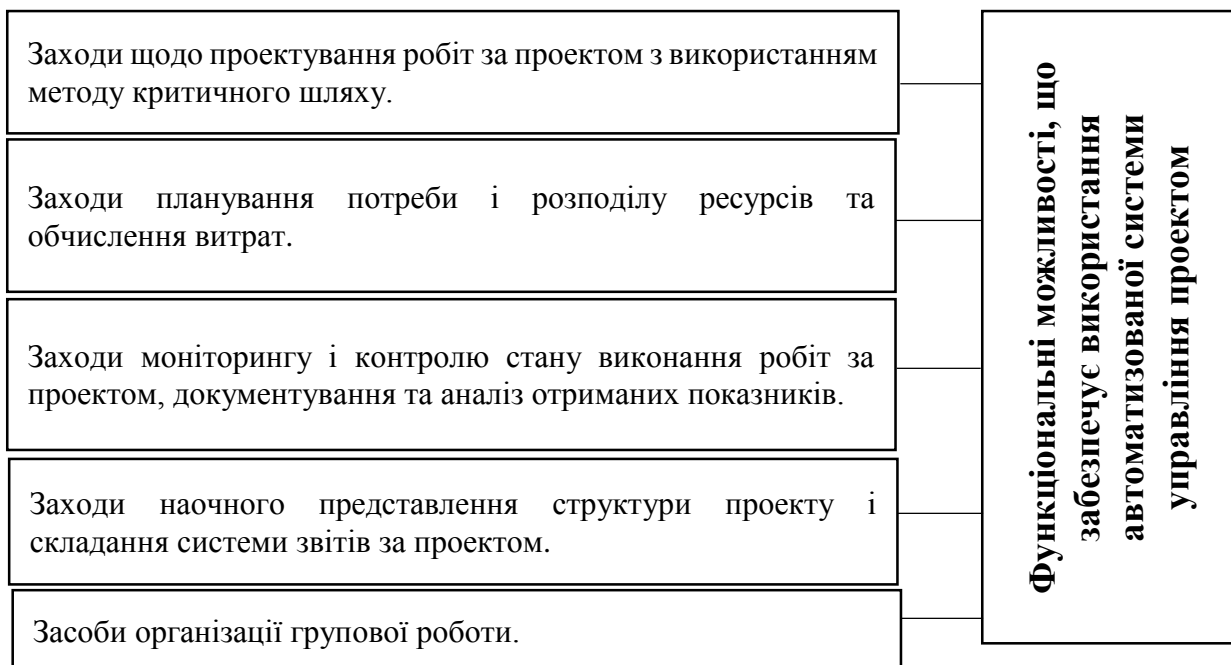 Заходи щодо проектування робіт за проектом з використанням
методу критичного шляху.
Заходи планування потреби і розподілу ресурсів та
обчислення витрат.
Заходи моніторингу і контролю стану виконання робіт за
проектом, документування та аналіз отриманих показників.
Заходи наочного представлення структури проекту і
складання системи звітів за проектом.
Засоби організації групової роботи.
Функціональні можливості, що
забезпечує використання
автоматизованої системи
управління проектом